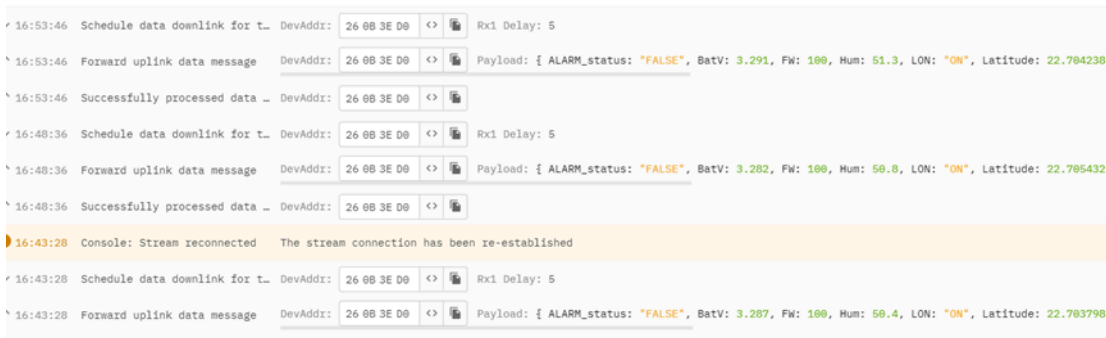 16:53:46 Schedule data downlink for t… DevAddr: 26 0B 3E D0 <> Rx1 Delay: 5
16:53:46 Forward uplink data message DevAddr: 26 0B 3E D0 <> Payload: { ALARM_status: "FALSE", BatV: 3.291, FW: 100, Hum: 51.3, LON: "ON", Latitude: 22.704238
16:53:46 Successfully processed data … DevAddr: 26 0B 3E D0 <>
16:48:36 Schedule data downlink for t… DevAddr: 26 0B 3E D0 <> Rx1 Delay: 5
16:48:36 Forward uplink data message DevAddr: 26 0B 3E D0 <> Payload: { ALARM_status: "FALSE", BatV: 3.282, FW: 100, Hum: 50.8, LON: "ON", Latitude: 22.705432
16:48:36 Successfully processed data … DevAddr: 26 0B 3E D0 <>
16:43:28 Console: Stream reconnected The stream connection has been re-established
16:43:28 Schedule data downlink for t… DevAddr: 26 0B 3E D0 <> Rx1 Delay: 5
16:43:28 Forward uplink data message DevAddr: 26 0B 3E D0 <> Payload: { ALARM_status: "FALSE", BatV: 3.287, FW: 100, Hum: 50.4, LON: "ON", Latitude: 22.703798